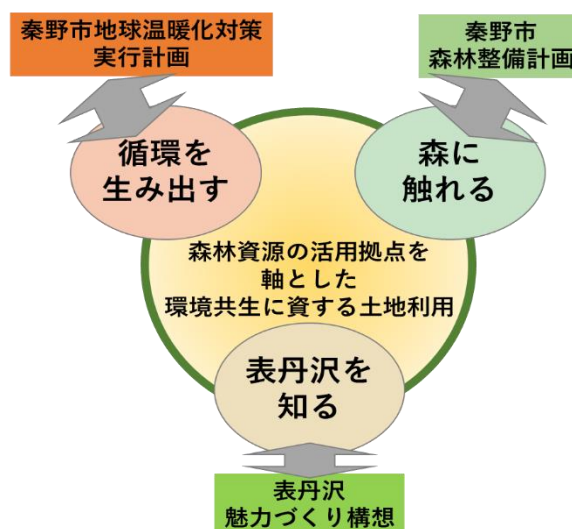 秦野市地球温暖化対策
実行計画
秦野市
森林整備計画
循環を
生み出す
森に
触れる
森林資源の活用拠点を
軸とした
環境共生に資する土地利用
表丹沢を
知る
表丹沢
魅力づくり構想